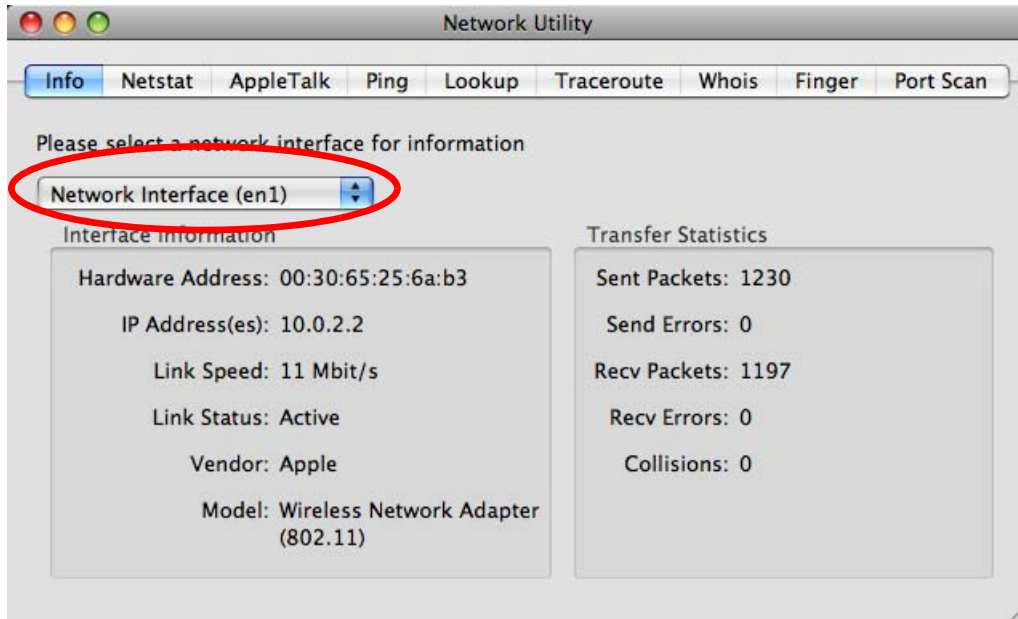 Network Utility
Info Netstat AppleTalk Ping Lookup Traceroute Whois Finger Port Scan
Please select a network interface for information
Network Interface (en1)
Interface Information
Hardware Address: 00:30:65:25:6a:b3
IP Address(es): 10.0.2.2
Link Speed: 11 Mbit/s
Link Status: Active
Vendor: Apple
Model: Wireless Network Adapter
(802.11)
Transfer Statistics
Sent Packets: 1230
Send Errors: 0
Recv Packets: 1197
Recv Errors: 0
Collisions: 0